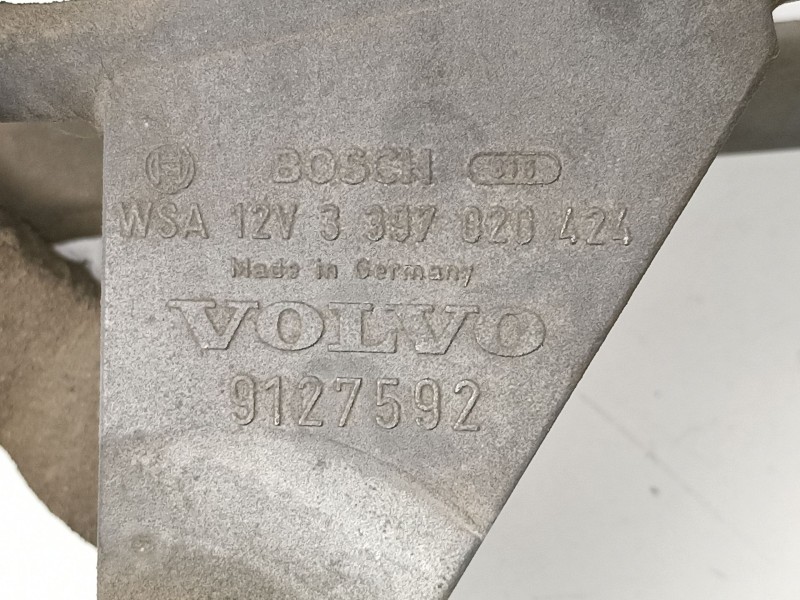 BOSCH
WSA 12V 3 397 020 424
Made in Germany
VOLVO
9127592